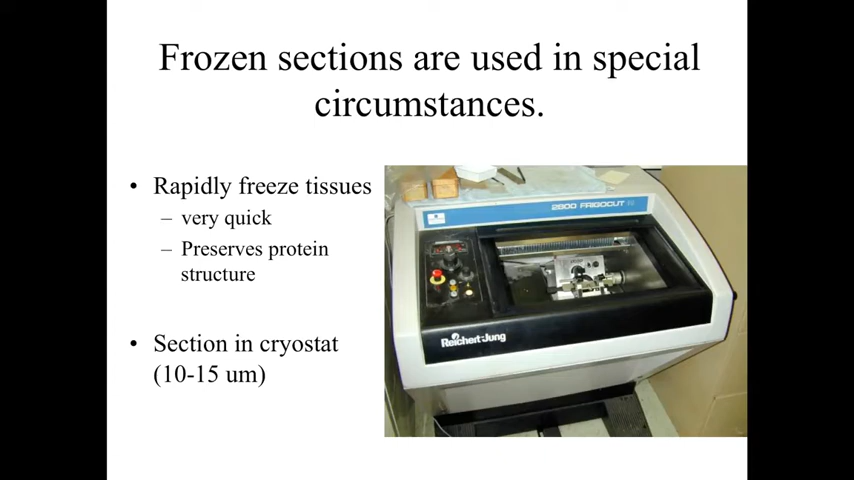 Frozen sections are used in special
circumstances.
• Rapidly freeze tissues
– very quick
– Preserves protein
structure
• Section in cryostat
(10-15 um)
2800 FRIGOCUT
Reichert-Jung